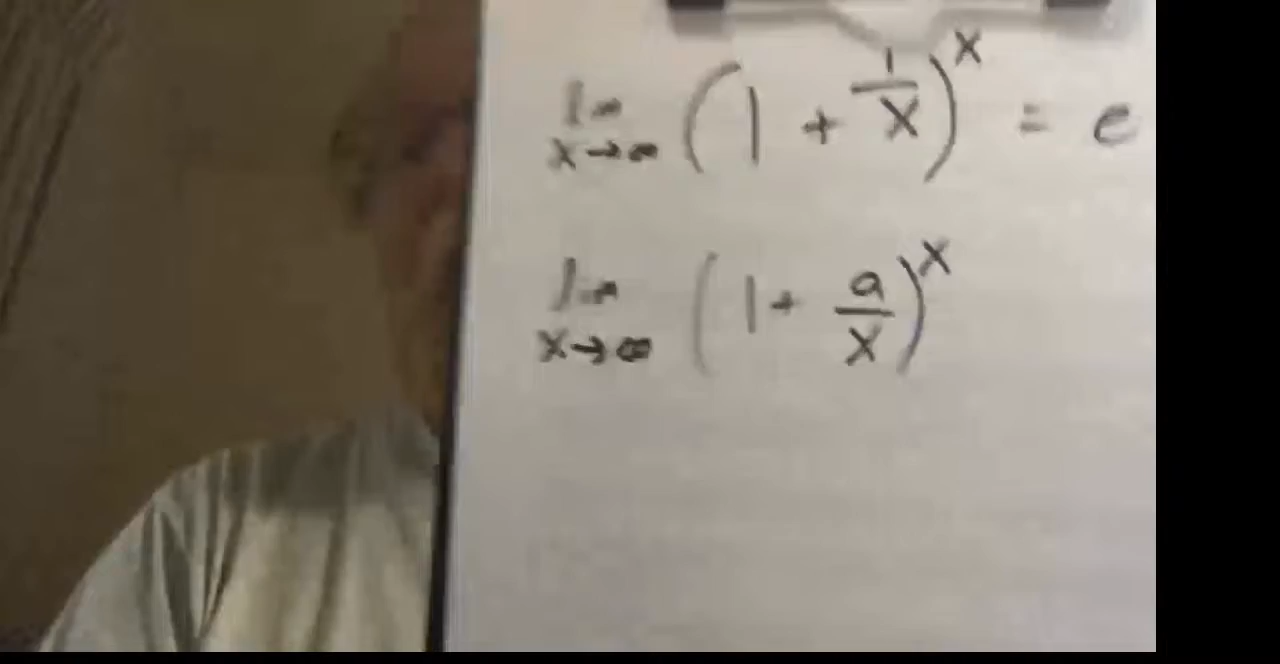 lim x→∞ (1 + 1/x)^x = e
lim x→∞ (1 + a/x)^x